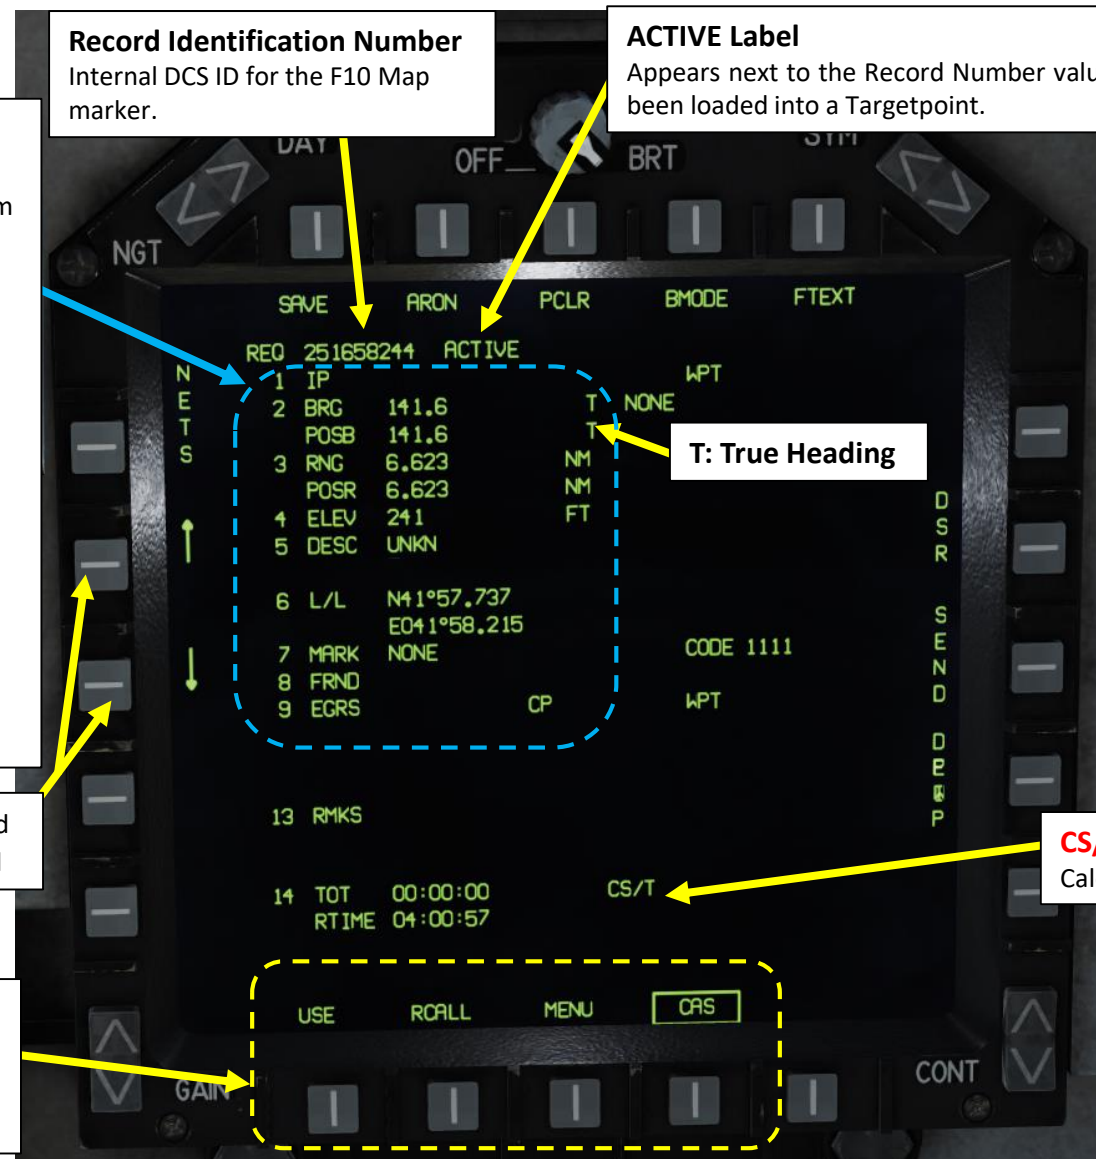 Record Identification Number
Internal DCS ID for the F10 Map
marker.
ACTIVE Label
Appears next to the Record Number valu
been loaded into a Targetpoint.
m
DAY
OFF
BRT
SYM
NGT
SAVE ARON PCLR BMODE FTEXT
REQ 251658244 ACTIVE
NETS
1 IP WPT
2 BRG 141.6 T NONE
POSB 141.6 T
T: True Heading
3 RNG 6.623 NM
POSR 6.623 NM
4 ELEV 241 FT
5 DESC UNKN
DSR
6 L/L N41°57.737
E041°58.215
SEND
7 MARK NONE CODE 1111
8 FRND
9 EGRS CP WPT
13 RMKS
d
CS/
Cal
14 TOT 00:00:00 CS/T
RTIME 04:00:57
USE RCALL MENU CAS
GAIN
CONT